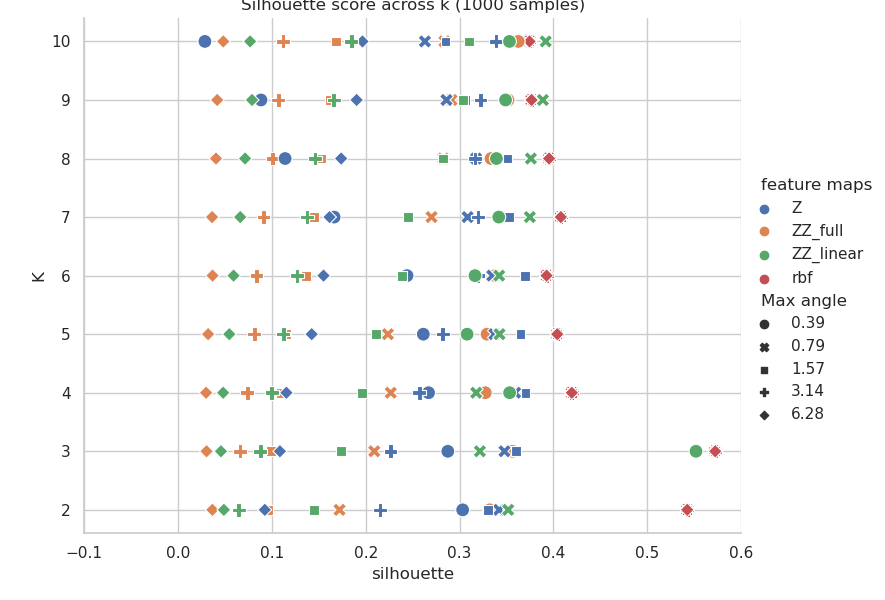 Silhouette score across k (1000 samples)
10
9
8
7
6
5
4
3
2
K
−0.1 0.0 0.1 0.2 0.3 0.4 0.5 0.6
silhouette
feature maps
Z
ZZ_full
ZZ_linear
rbf
Max angle
0.39
0.79
1.57
3.14
6.28